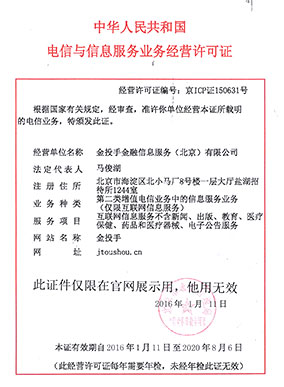 中华人民共和国
电信与信息服务业务经营许可证
经营许可证编号：京ICP证150631号
根据国家有关规定，经审查，准许你单位经营本证所载明
的电信业务，特颁发此证。
经营单位名称 金投手金融信息服务（北京）有限公司
法定代表人 马俊湖
注册住所 北京市海淀区北小马厂8号楼一层大厅盐湖招
待所1244室
业务种类 第二类增值电信业务中的信息服务业务
（仅限互联网信息服务）
服务项目 互联网信息服务不含新闻、出版、教育、医疗
保健、药品和医疗器械、电子公告服务
网站名称 金投手
网址 jtoushou.cn
此证件仅限在官网展示用，他用无效
2016年1月11日
本证有效期自2016年1月11日至2020年8月6日
（此经营许可证每年需要年检，未经年检此证无效）